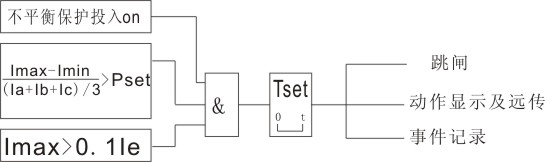 不平衡保护投入on
Imax-Imin
(Ia+Ib+Ic)/3
>Pset
Imax>0.1Ie
&
Tset
0 t
跳闸
动作显示及远传
事件记录